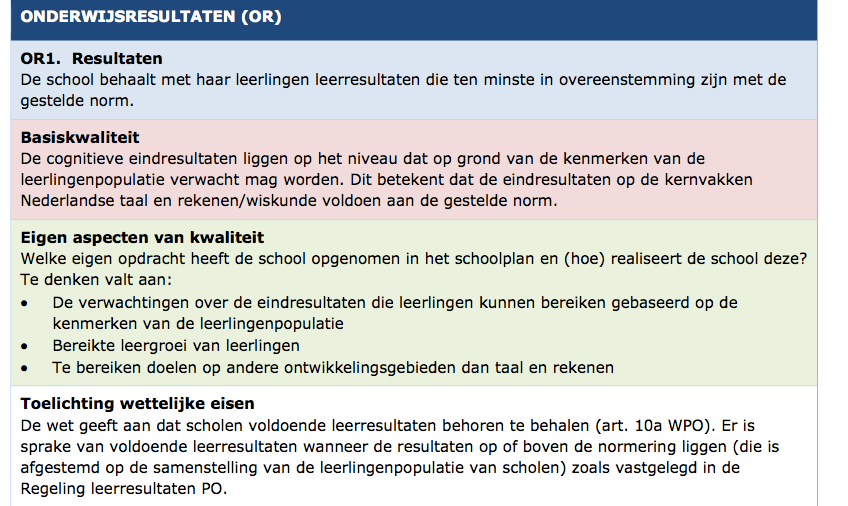 ONDERWIJSRESULTATEN (OR)
OR1.  Resultaten
De school behaalt met haar leerlingen leerresultaten die ten minste in overeenstemming zijn met de
gestelde norm.
Basiskwaliteit
De cognitieve eindresultaten liggen op het niveau dat op grond van de kenmerken van de
leerlingenpopulatie verwacht mag worden. Dit betekent dat de eindresultaten op de kernvakken
Nederlandse taal en rekenen/wiskunde voldoen aan de gestelde norm.
Eigen aspecten van kwaliteit
Welke eigen opdracht heeft de school opgenomen in het schoolplan en (hoe) realiseert de school deze?
Te denken valt aan:
• De verwachtingen over de eindresultaten die leerlingen kunnen bereiken gebaseerd op de
kenmerken van de leerlingenpopulatie
• Bereikte leergroei van leerlingen
• Te bereiken doelen op andere ontwikkelingsgebieden dan taal en rekenen
Toelichting wettelijke eisen
De wet geeft aan dat scholen voldoende leerresultaten behoren te behalen (art. 10a WPO). Er is
sprake van voldoende leerresultaten wanneer de resultaten op of boven de normering liggen (die is
afgestemd op de samenstelling van de leerlingenpopulatie van scholen) zoals vastgelegd in de
Regeling leerresultaten PO.